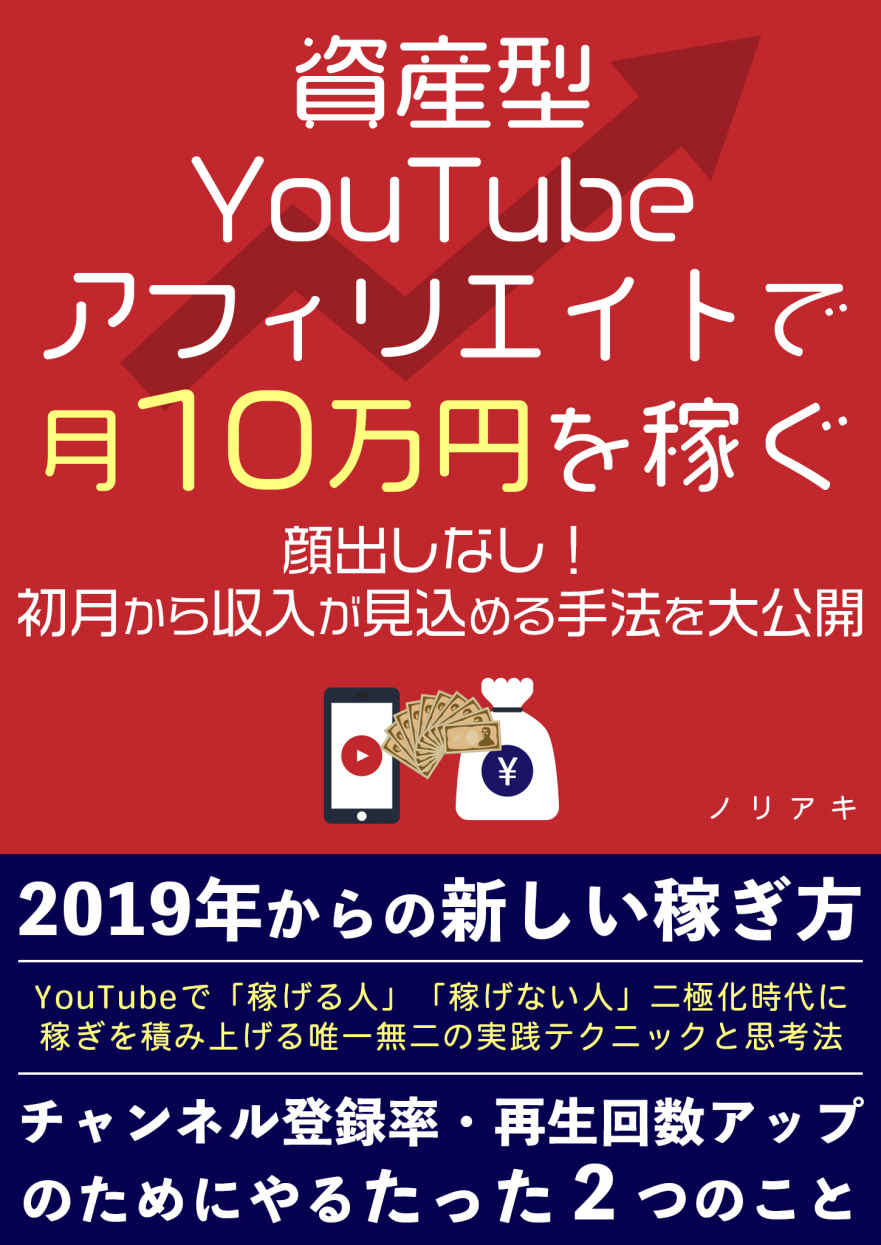 資産型
YouTube
アフィリエイトで
月10万円を稼ぐ
顔出しなし!
初月から収入が見込める手法を大公開
¥
ノリアキ
2019年からの新しい稼ぎ方
YouTubeで「稼げる人」「稼げない人」二極化時代に
稼ぎを積み上げる唯一無二の実践テクニックと思考法
チャンネル登録率・再生回数アップ
のためにやるたった2つのこと